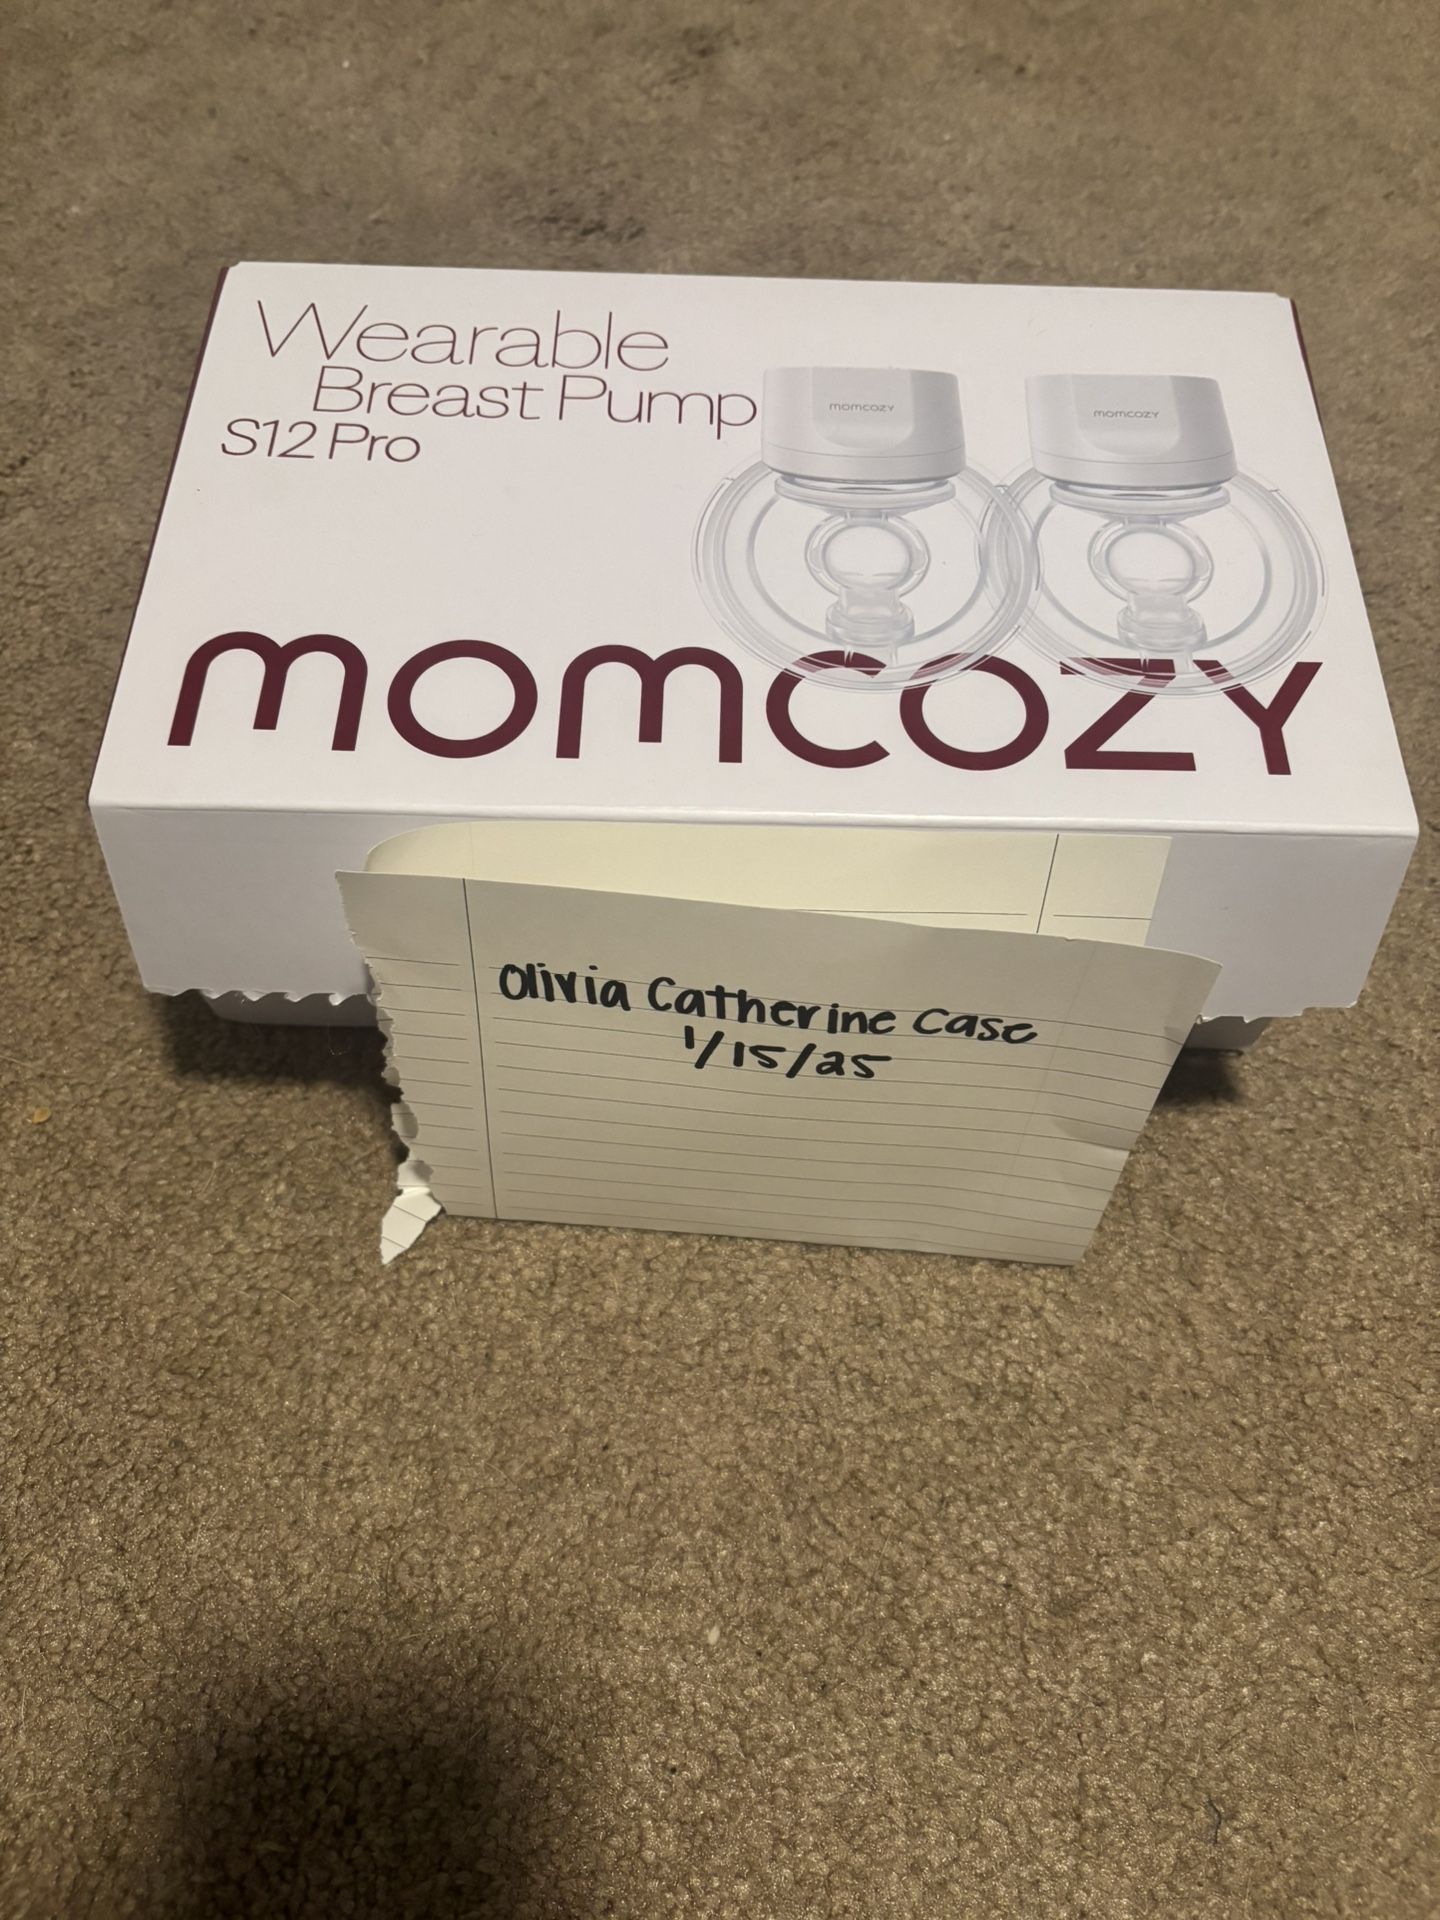 Wearable
Breast Pump
S12 Pro
momcozy
momcozy
momcozy
Olivia Catherine Case
1/15/25